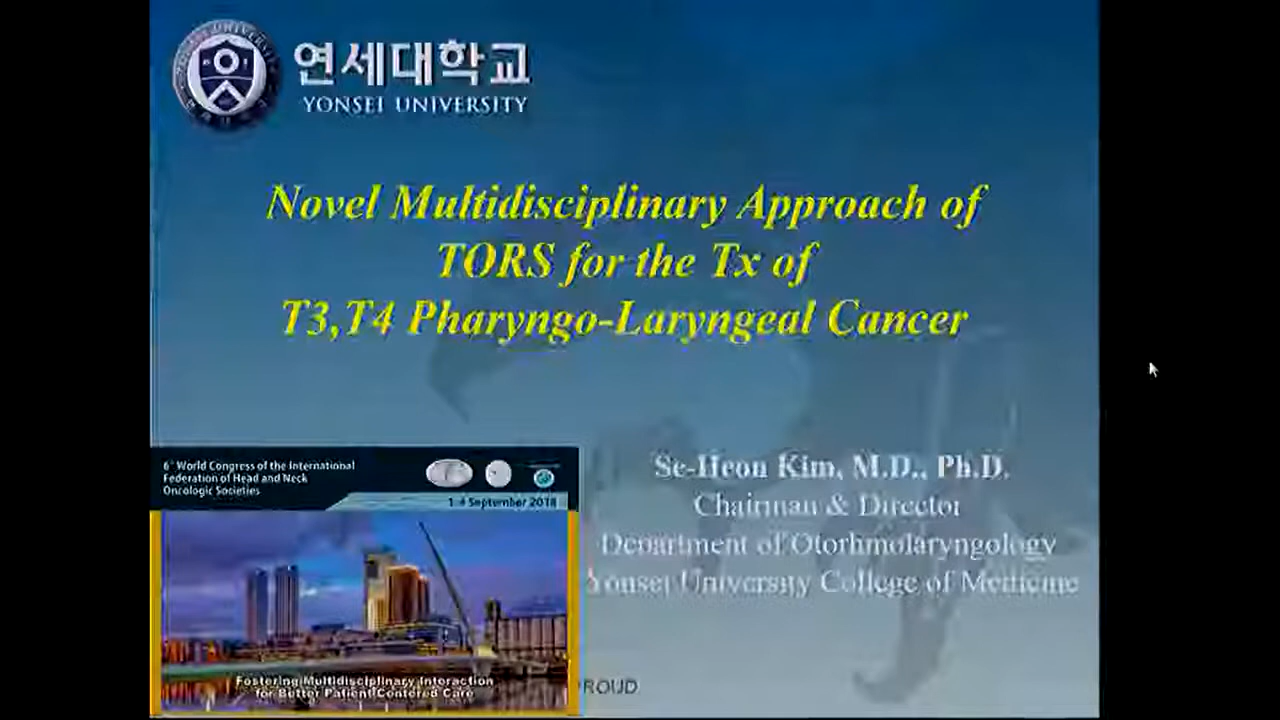 연세대학교
YONSEI UNIVERSITY
Novel Multidisciplinary Approach of
TORS for the Tx of
T3,T4 Pharyngo-Laryngeal Cancer
Se-Heon Kim, M.D., Ph.D.
Chairman & Director
Department of Otorhinolaryngology
Yonsei University College of Medicine
6th World Congress of the International
Federation of Head and Neck
Oncologic Societies
1-4 September 2018
Fostering Multidisciplinary Interaction
for Better Patient Centered Care
PROUD